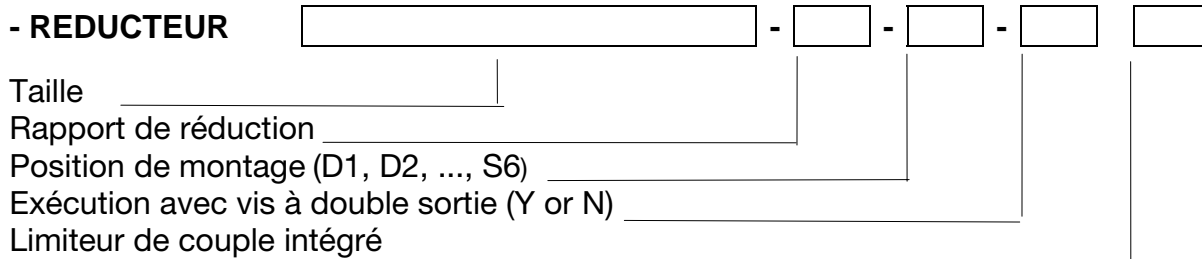 - REDUCTEUR - - -
Taille
Rapport de réduction
Position de montage (D1, D2, ..., S6)
Exécution avec vis à double sortie (Y or N)
Limiteur de couple intégré